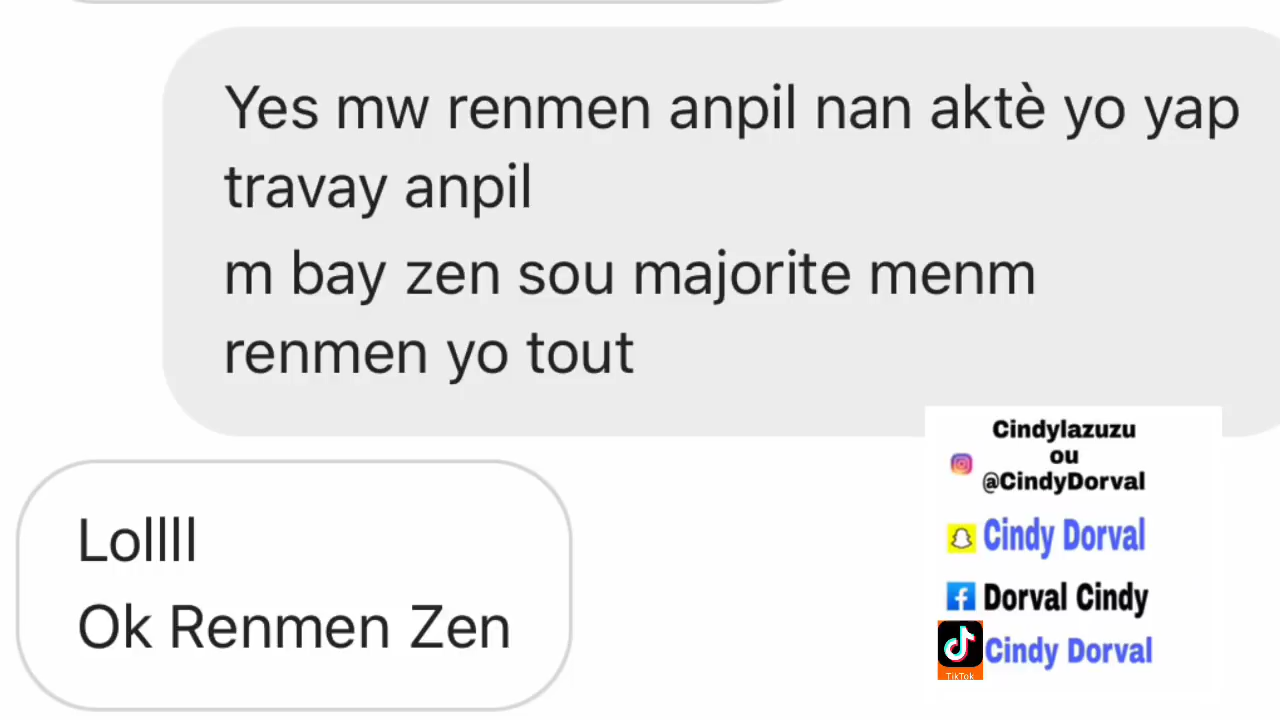 Yes mw renmen anpil nan aktè yo yap
travay anpil
m bay zen sou majorite menm
renmen yo tout
Lollll
Ok Renmen Zen
Cindylazuzu
ou
@CindyDorval
Cindy Dorval
Dorval Cindy
Cindy Dorval
TikTok